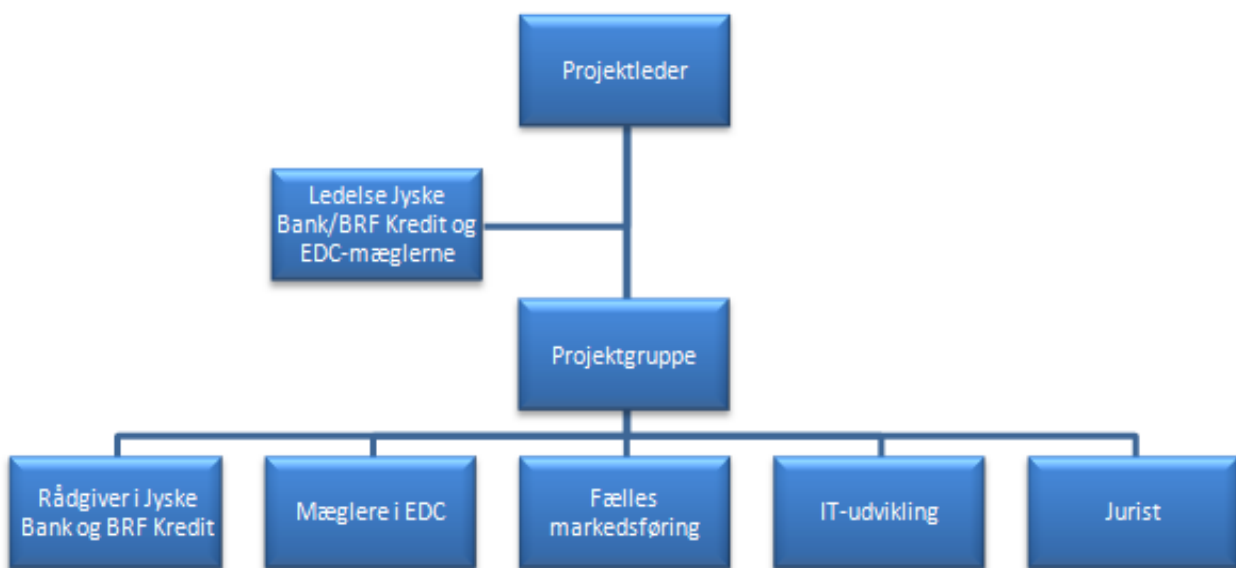 Projektleder
Ledelse Jyske
Bank/BRF Kredit og
EDC-mæglerne
Projektgruppe
Rådgiver i Jyske
Bank og BRF Kredit
Mæglere i EDC
Fælles
markedsføring
IT-udvikling
Jurist